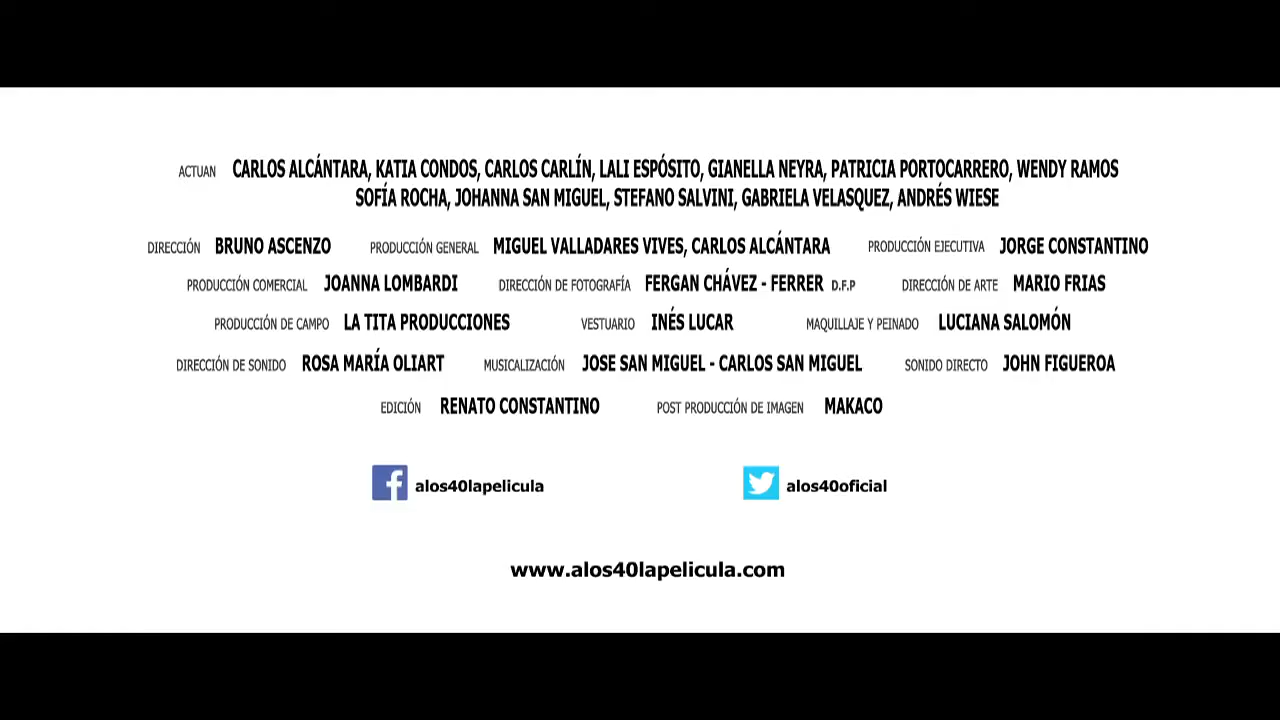 ACTUAN CARLOS ALCÁNTARA, KATIA CONDOS, CARLOS CARLÍN, LALI ESPÓSITO, GIANELLA NEYRA, PATRICIA PORTOCARRERO, WENDY RAMOS
SOFÍA ROCHA, JOHANNA SAN MIGUEL, STEFANO SALVINI, GABRIELA VELASQUEZ, ANDRÉS WIESE
DIRECCIÓN BRUNO ASCENZO PRODUCCIÓN GENERAL MIGUEL VALLADARES VIVES, CARLOS ALCÁNTARA PRODUCCIÓN EJECUTIVA JORGE CONSTANTINO
PRODUCCIÓN COMERCIAL JOANNA LOMBARDI DIRECCIÓN DE FOTOGRAFÍA FERGAN CHÁVEZ - FERRER D.F.P DIRECCIÓN DE ARTE MARIO FRIAS
PRODUCCIÓN DE CAMPO LA TITA PRODUCCIONES VESTUARIO INÉS LUCAR MAQUILLAJE Y PEINADO LUCIANA SALOMÓN
DIRECCIÓN DE SONIDO ROSA MARÍA OLIART MUSICALIZACIÓN JOSE SAN MIGUEL - CARLOS SAN MIGUEL SONIDO DIRECTO JOHN FIGUEROA
EDICIÓN RENATO CONSTANTINO POST PRODUCCIÓN DE IMAGEN MAKACO
alos40lapelicula alos40oficial
www.alos40lapelicula.com